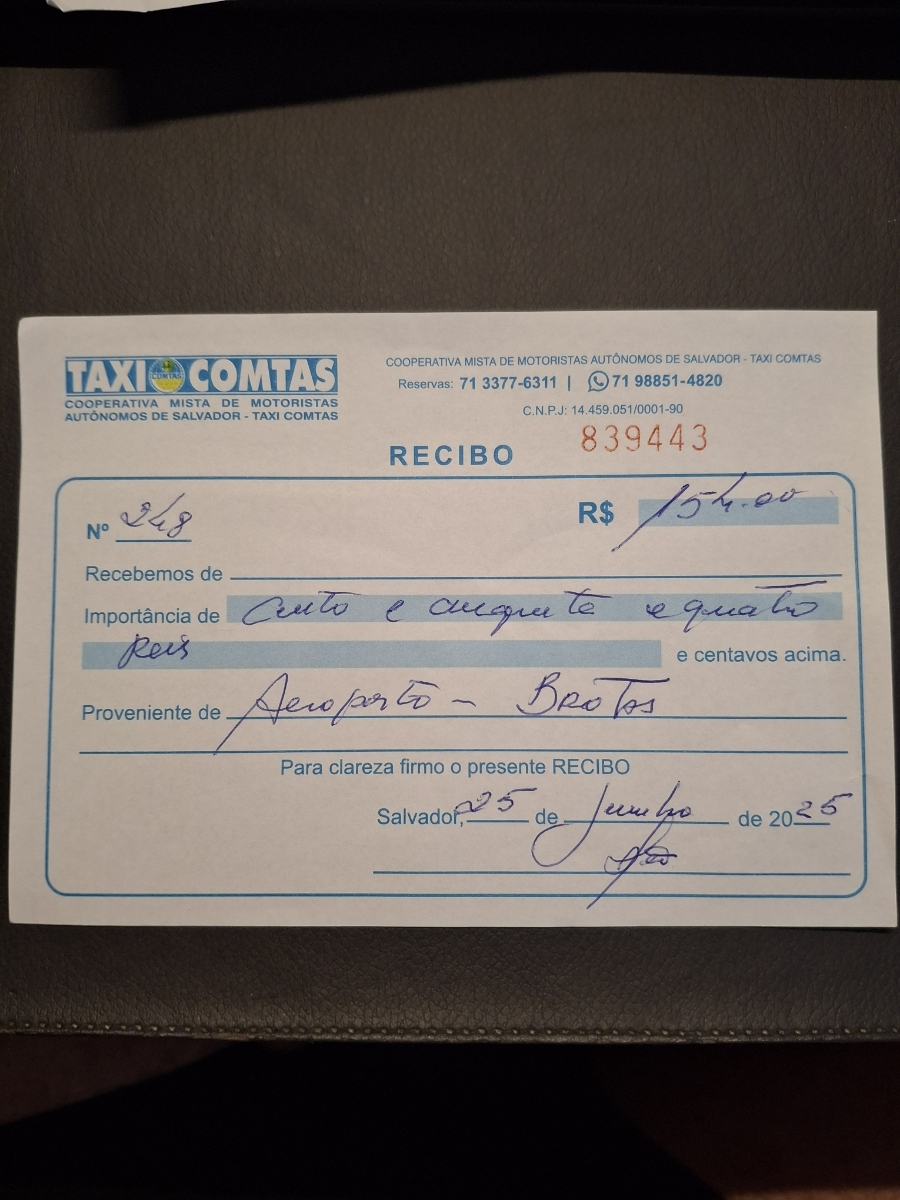 TAXI COMTAS
COOPERATIVA MISTA DE MOTORISTAS
AUTÔNOMOS DE SALVADOR - TAXI COMTAS
COOPERATIVA MISTA DE MOTORISTAS AUTÔNOMOS DE SALVADOR - TAXI COMTAS
Reservas: 71 3377-6311 | 71 98851-4820
C.N.P.J: 14.459.051/0001-90
RECIBO 839443
Nº 248 R$ 154.00
Recebemos de
Importância de Cento e cinquenta e quatro
Reis e centavos acima.
Proveniente de Aeroporto - BROTAS
Para clareza firmo o presente RECIBO
Salvador, 25 de Junho de 2025